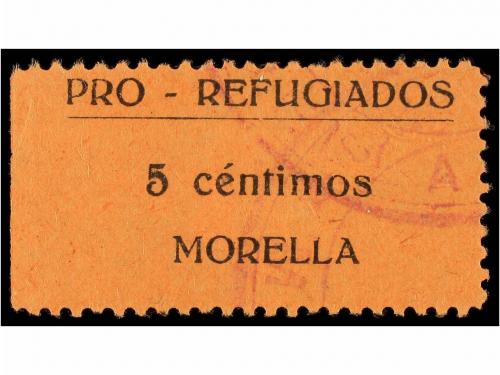 PRO - REFUGIADOS
5 céntimos
MORELLA
A